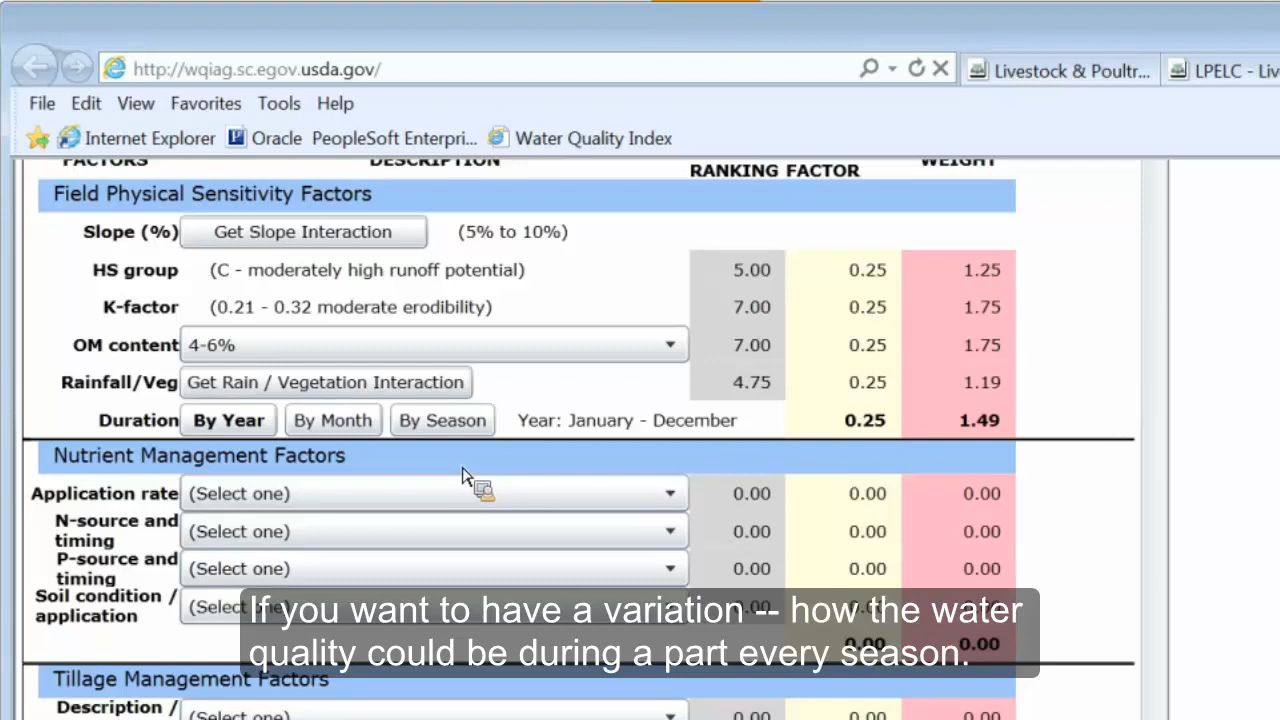 http://wqiag.sc.egov.usda.gov/
Livestock & Poultr...
LPELC - Liv
File Edit View Favorites Tools Help
Internet Explorer Oracle PeopleSoft Enterpri... Water Quality Index
FACTORS DESCRIPTION RANKING FACTOR WEIGHT
Field Physical Sensitivity Factors
Slope (%) Get Slope Interaction (5% to 10%)
HS group (C - moderately high runoff potential) 5.00 0.25 1.25
K-factor (0.21 - 0.32 moderate erodibility) 7.00 0.25 1.75
OM content 4-6% 7.00 0.25 1.75
Rainfall/Veg Get Rain / Vegetation Interaction 4.75 0.25 1.19
Duration By Year By Month By Season Year: January - December 0.25 1.49
Nutrient Management Factors
Application rate (Select one) 0.00 0.00 0.00
N-source and
timing (Select one) 0.00 0.00 0.00
P-source and
timing (Select one) 0.00 0.00 0.00
Soil condition /
application (Select one) 0.00 0.00 0.00
0.00 0.00
If you want to have a variation -- how the water
quality could be during a part every season.
Tillage Management Factors
Description / (Select one) 0.00 0.00 0.00